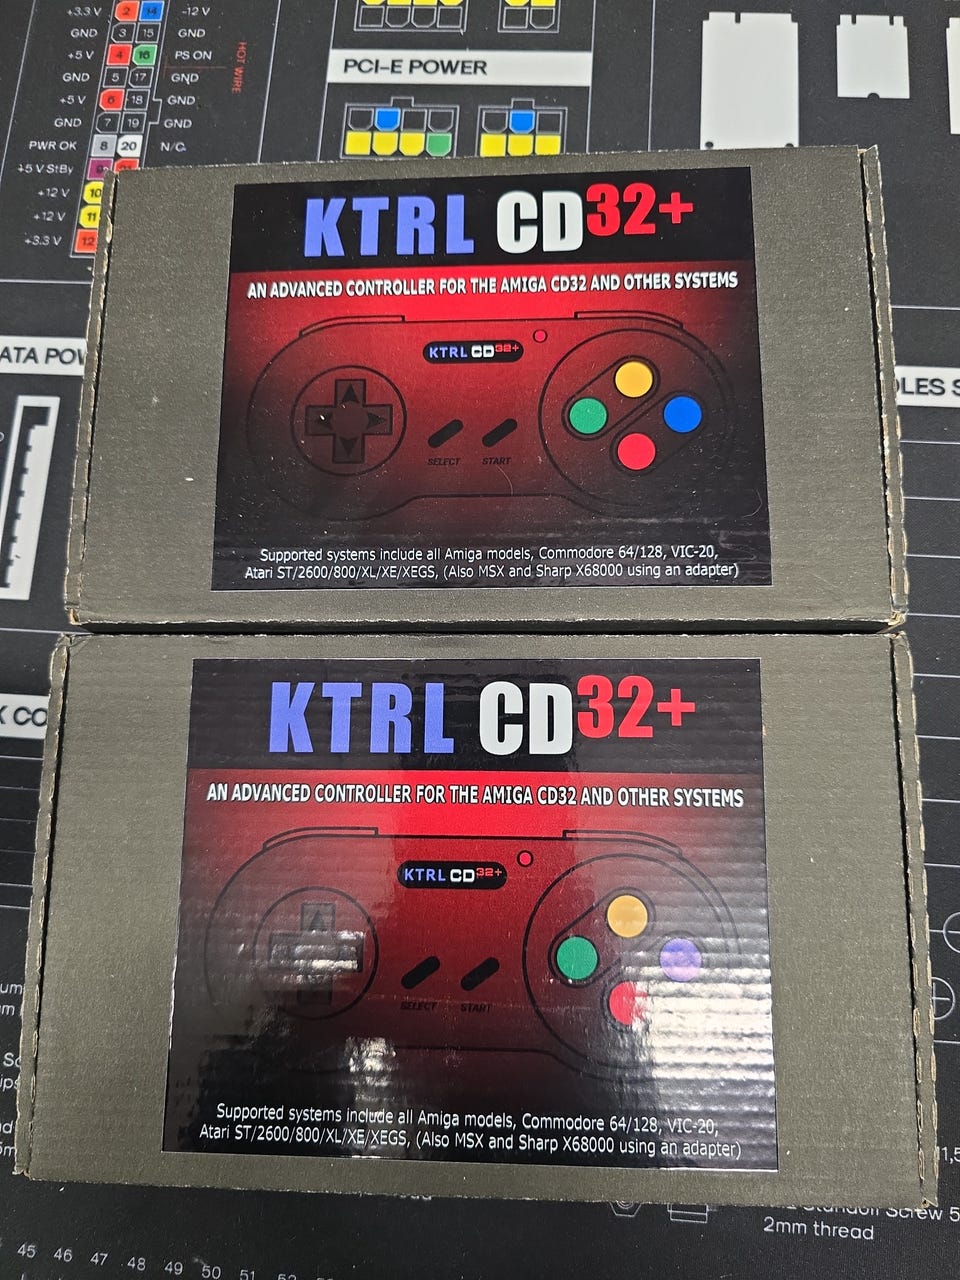 +3.3 V 2 14 -12 V
GND 3 15 GND
+5 V 4 16 PS ON
GND 5 17 GND
+5 V 6 18 GND
GND 7 19 GND
PWR OK 8 20 N/C
+5 V StBy 9
+12 V 10
+12 V 11
+3.3 V 12
HOT WIRE
PCI-E POWER
KTRL CD32+
AN ADVANCED CONTROLLER FOR THE AMIGA CD32 AND OTHER SYSTEMS
KTRL CD32+
SELECT START
Supported systems include all Amiga models, Commodore 64/128, VIC-20,
Atari ST/2600/800/XL/XE/XEGS, (Also MSX and Sharp X68000 using an adapter)
KTRL CD32+
AN ADVANCED CONTROLLER FOR THE AMIGA CD32 AND OTHER SYSTEMS
KTRL CD32+
SELECT START
Supported systems include all Amiga models, Commodore 64/128, VIC-20,
Atari ST/2600/800/XL/XE/XEGS, (Also MSX and Sharp X68000 using an adapter)
Standoff Screw
2mm thread
45 46 47 48 49 50 51